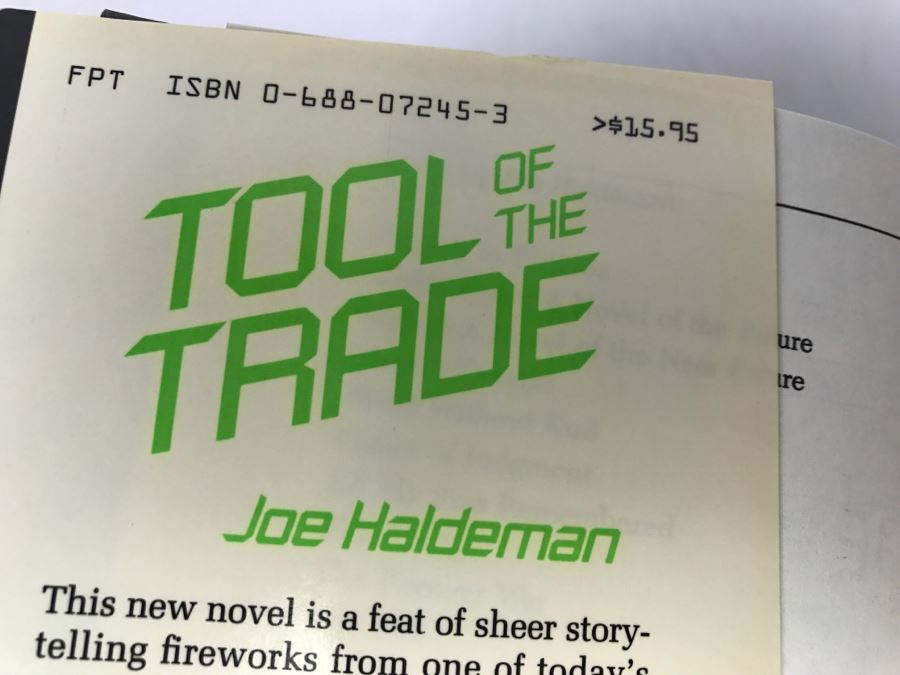 FPT ISBN 0-688-07245-3 >$15.95
TOOL OF THE
TRADE
Joe Haldeman
This new novel is a feat of sheer story-
telling fireworks from one of today's
ure
ure